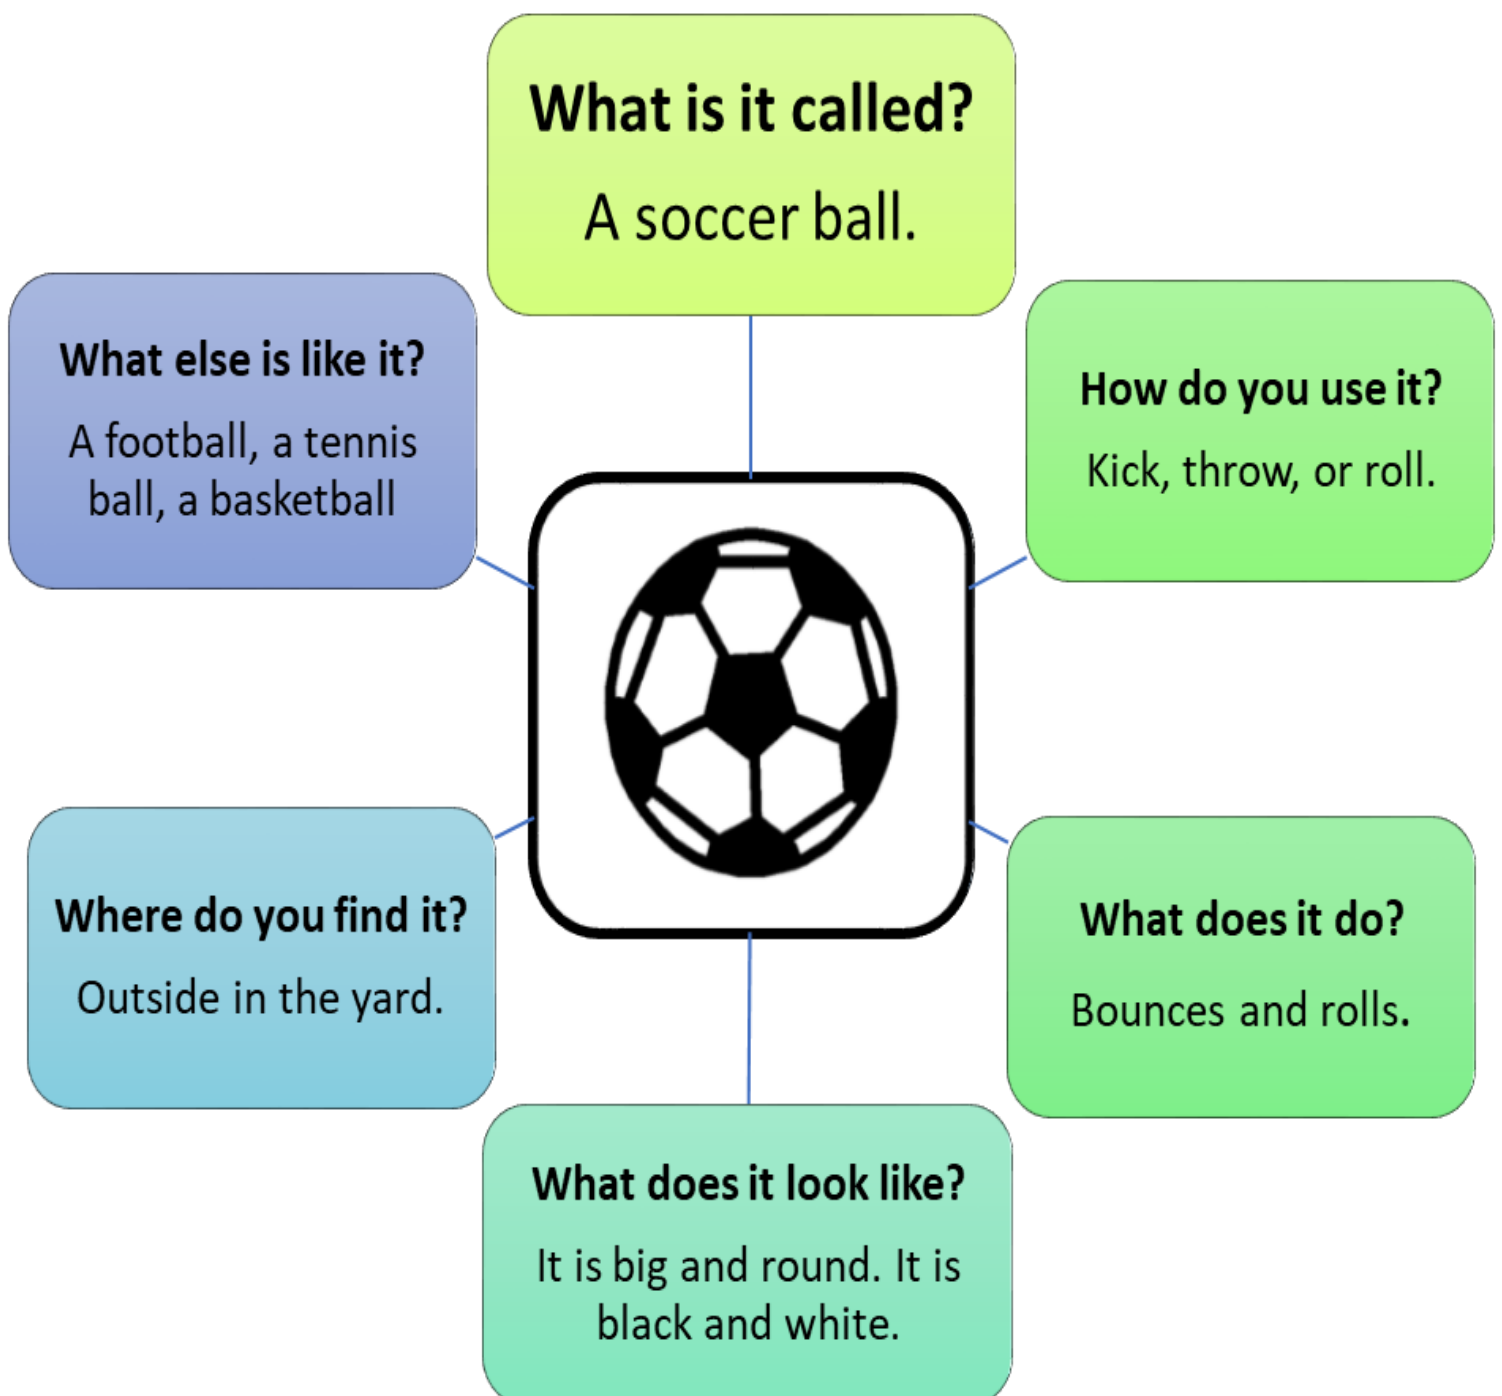 What is it called?
A soccer ball.
What else is like it?
A football, a tennis
ball, a basketball
How do you use it?
Kick, throw, or roll.
Where do you find it?
Outside in the yard.
What does it do?
Bounces and rolls.
What does it look like?
It is big and round. It is
black and white.